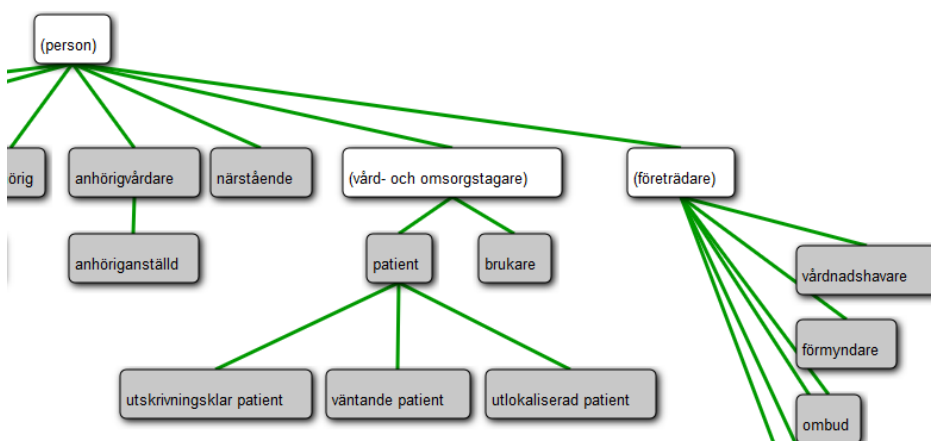 (person)
örig
anhörigvårdare
närstående
(vård- och omsorgstagare)
(företrädare)
anhöriganställd
patient
brukare
vårdnadshavare
förmyndare
utskrivningsklar patient
väntande patient
utlokaliserad patient
ombud